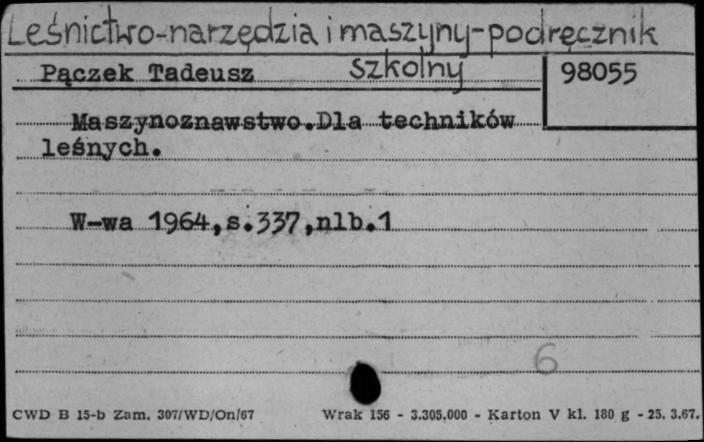 Leśnictwo-narzędzia i maszyny-podręcznik
szkolny
Pączek Tadeusz
98055
Maszynoznawstwo.Dla techników
leśnych.
W-wa 1964,s.337,nlb.1
6
CWD B 15-b Zam. 307/WD/On/67 Wrak 156 - 3.305,000 - Karton V kl. 180 g - 25. 3.67.